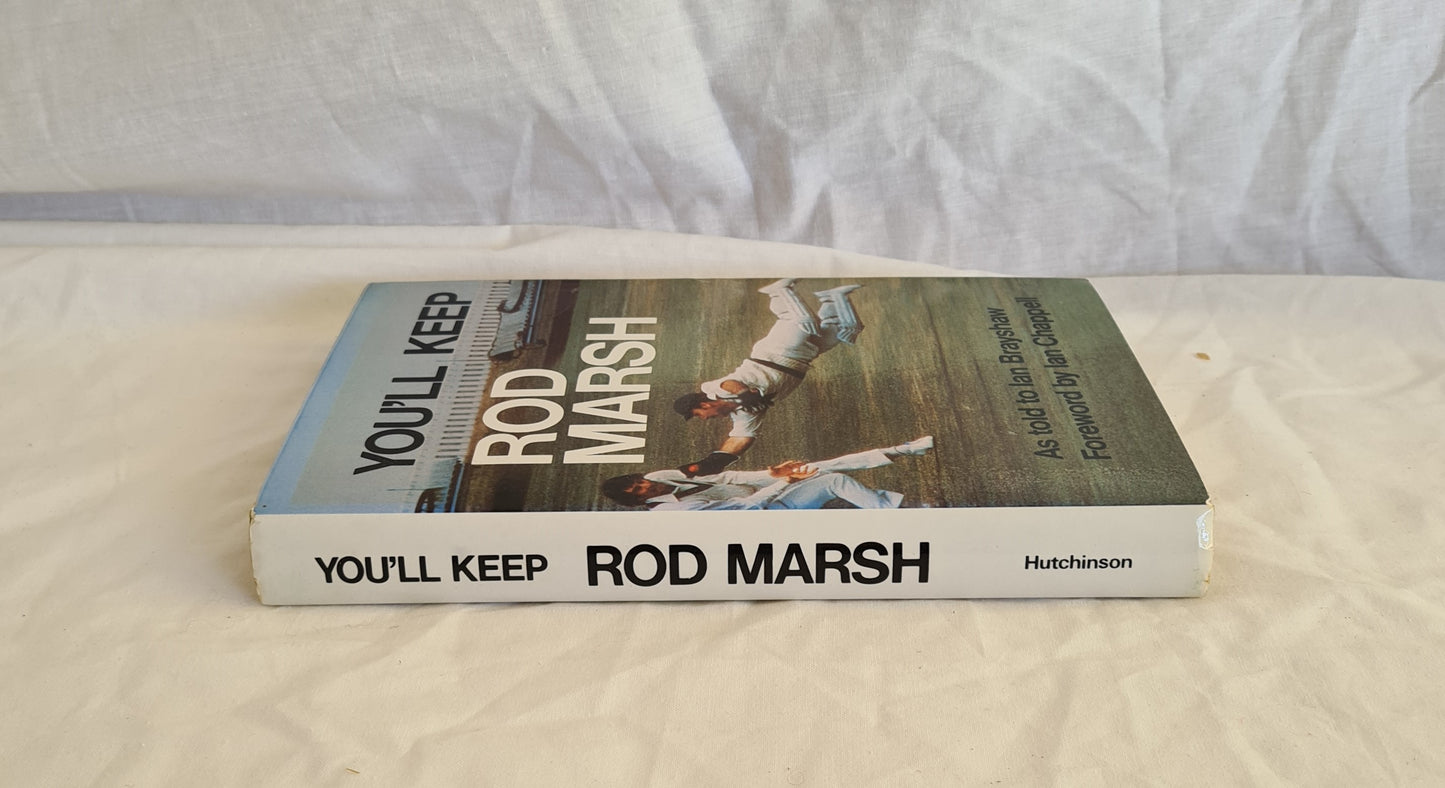 YOU'LL KEEP
ROD
MARSH
As told to Ian Brayshaw
Foreword by Ian Chappell
YOU'LL KEEP ROD MARSH Hutchinson